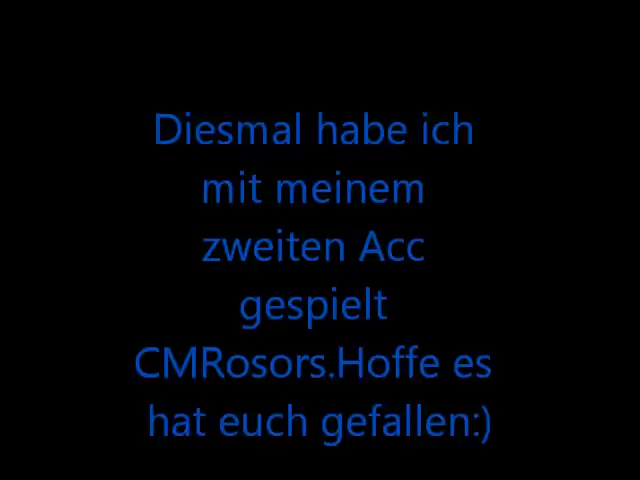 Diesmal habe ich
mit meinem
zweiten Acc
gespielt
CMRosors.Hoffe es
hat euch gefallen:)